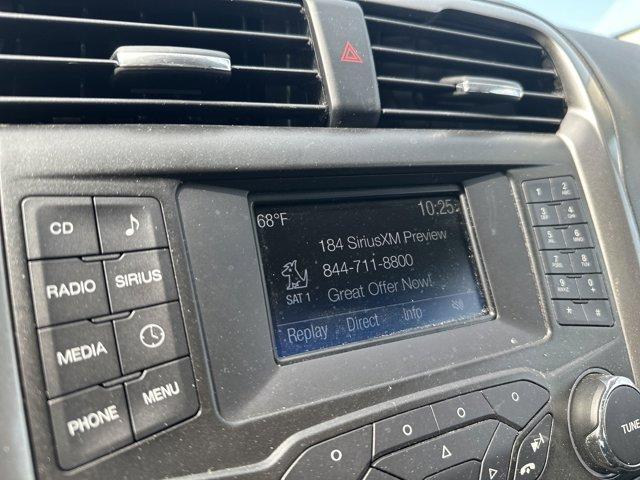 68°F 10:25
184 SiriusXM Preview
844-711-8800
SAT 1 Great Offer Now!
Replay Direct Info
CD
RADIO SIRIUS
MEDIA
PHONE MENU
1 2 ABC
3 4
5 6
7 8
9 0
* #
TUNE